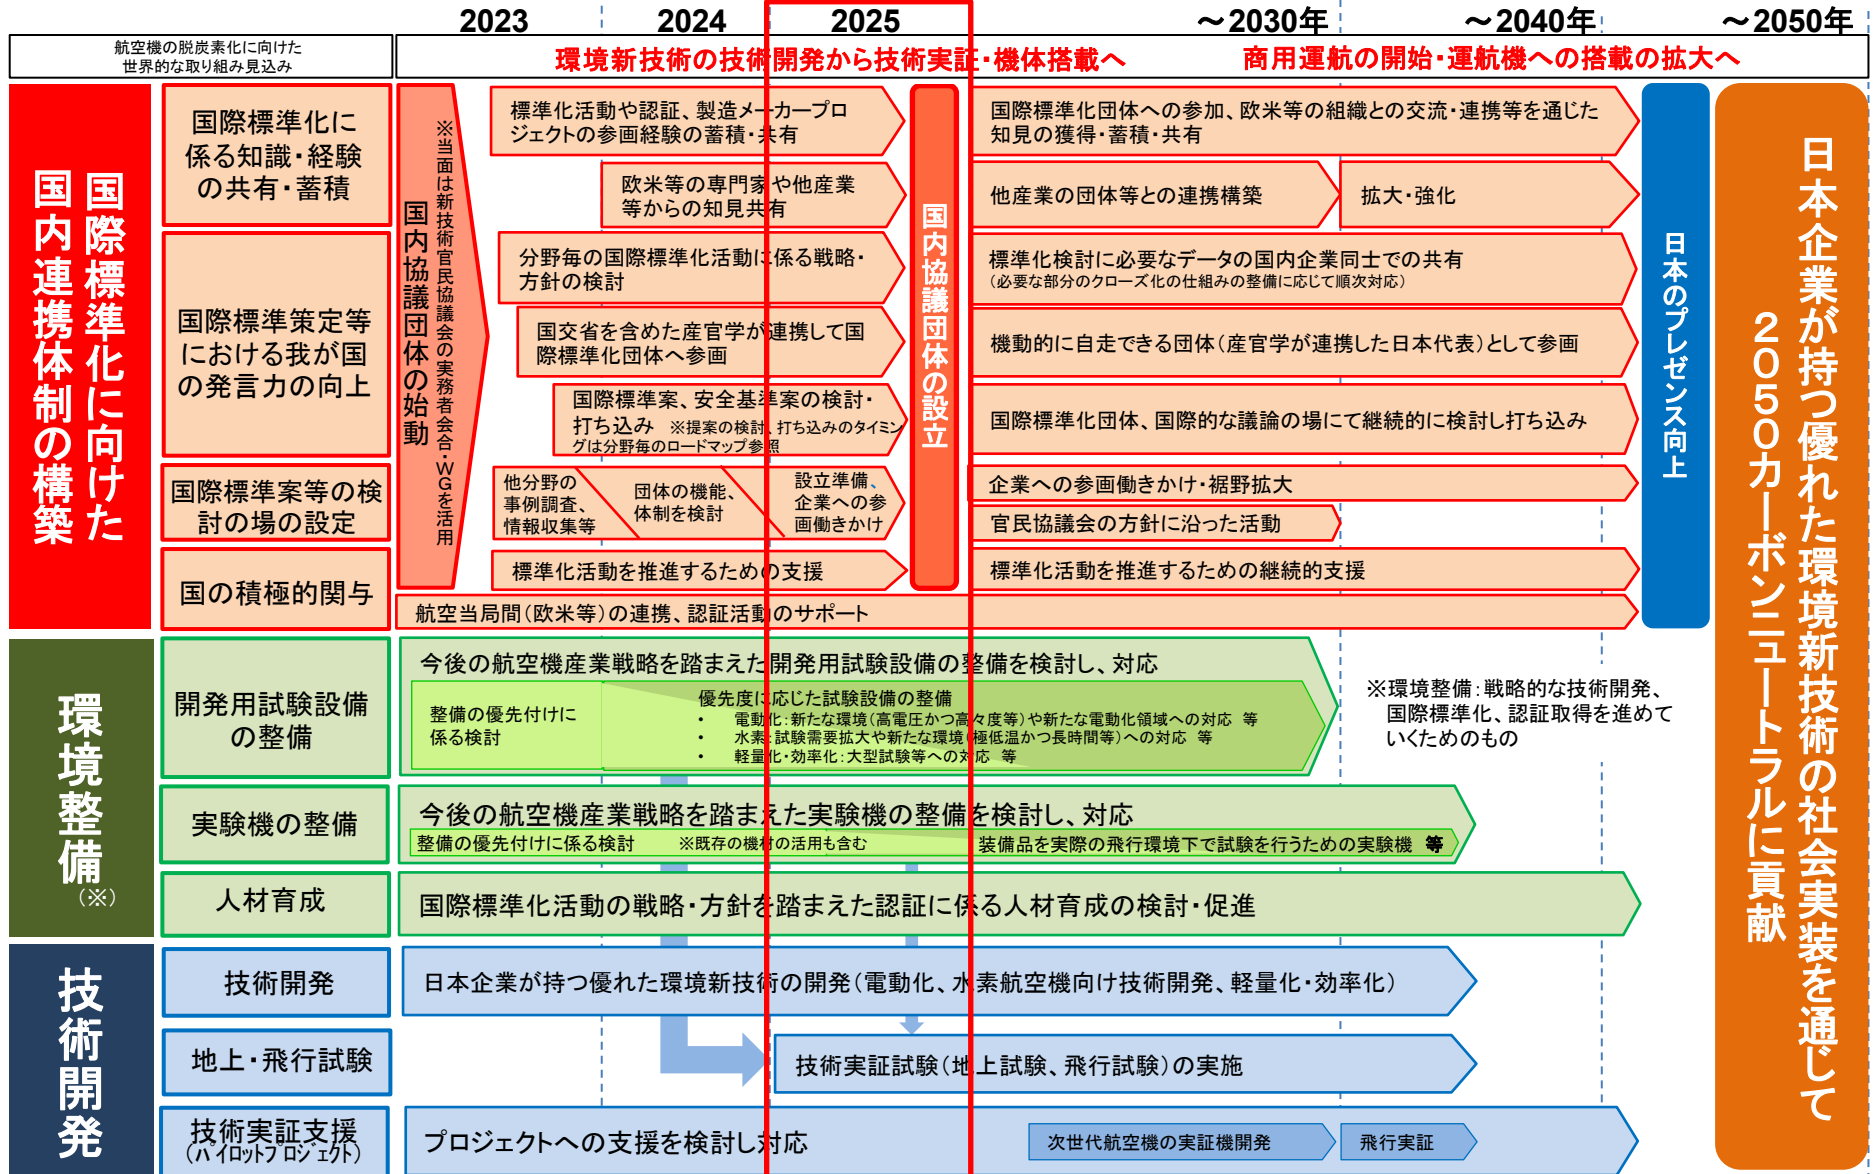 2023
2024
2025
～2030年
～2040年
～2050年
航空機の脱炭素化に向けた
世界的な取り組み見込み
環境新技術の技術開発から技術実証・機体搭載へ
商用運航の開始・運航機への搭載の拡大へ
国際標準化に向けた
国内連携体制の構築
国際標準化に
係る知識・経験
の共有・蓄積
国際標準策定等
における我が国
の発言力の向上
国際標準案等の検
討の場の設定
国の積極的関与
国内協議団体の始動
※当面は新技術官民協議会の実務者会合・WGを活用
標準化活動や認証、製造メーカープロ
ジェクトの参画経験の蓄積・共有
欧米等の専門家や他産業
等からの知見共有
分野毎の国際標準化活動に係る戦略・
方針の検討
国交省を含めた産官学が連携して国
際標準化団体へ参画
国際標準案、安全基準案の検討・
打ち込み ※提案の検討、打ち込みのタイミン
グは分野毎のロードマップ参照
他分野の
事例調査、
情報収集等
団体の機能、
体制を検討
設立準備、
企業への参
画働きかけ
標準化活動を推進するための支援
航空当局間（欧米等）の連携、認証活動のサポート
国内協議団体の設立
国際標準化団体への参加、欧米等の組織との交流・連携等を通じた
知見の獲得・蓄積・共有
他産業の団体等との連携構築
拡大・強化
標準化検討に必要なデータの国内企業同士での共有
（必要な部分のクローズ化の仕組みの整備に応じて順次対応）
機動的に自走できる団体（産官学が連携した日本代表）として参画
国際標準化団体、国際的な議論の場にて継続的に検討し打ち込み
企業への参画働きかけ・裾野拡大
官民協議会の方針に沿った活動
標準化活動を推進するための継続的支援
日本のプレゼンス向上
日本企業が持つ優れた環境新技術の社会実装を通じて
２０５０カーボンニュートラルに貢献
環境整備
（※）
開発用試験設備
の整備
今後の航空機産業戦略を踏まえた開発用試験設備の整備を検討し、対応
整備の優先付けに
係る検討
優先度に応じた試験設備の整備
・ 電動化：新たな環境（高電圧かつ高々度等）や新たな電動化領域への対応 等
・ 水素：試験需要拡大や新たな環境（極低温かつ長時間等）への対応 等
・ 軽量化・効率化：大型試験等への対応 等
※環境整備：戦略的な技術開発、
国際標準化、認証取得を進めて
いくためのもの
実験機の整備
今後の航空機産業戦略を踏まえた実験機の整備を検討し、対応
整備の優先付けに係る検討
※既存の機材の活用も含む
装備品を実際の飛行環境下で試験を行うための実験機 等
人材育成
国際標準化活動の戦略・方針を踏まえた認証に係る人材育成の検討・促進
技術開発
技術開発
日本企業が持つ優れた環境新技術の開発（電動化、水素航空機向け技術開発、軽量化・効率化）
地上・飛行試験
技術実証試験（地上試験、飛行試験）の実施
技術実証支援
（パイロットプロジェクト）
プロジェクトへの支援を検討し対応
次世代航空機の実証機開発
飛行実証